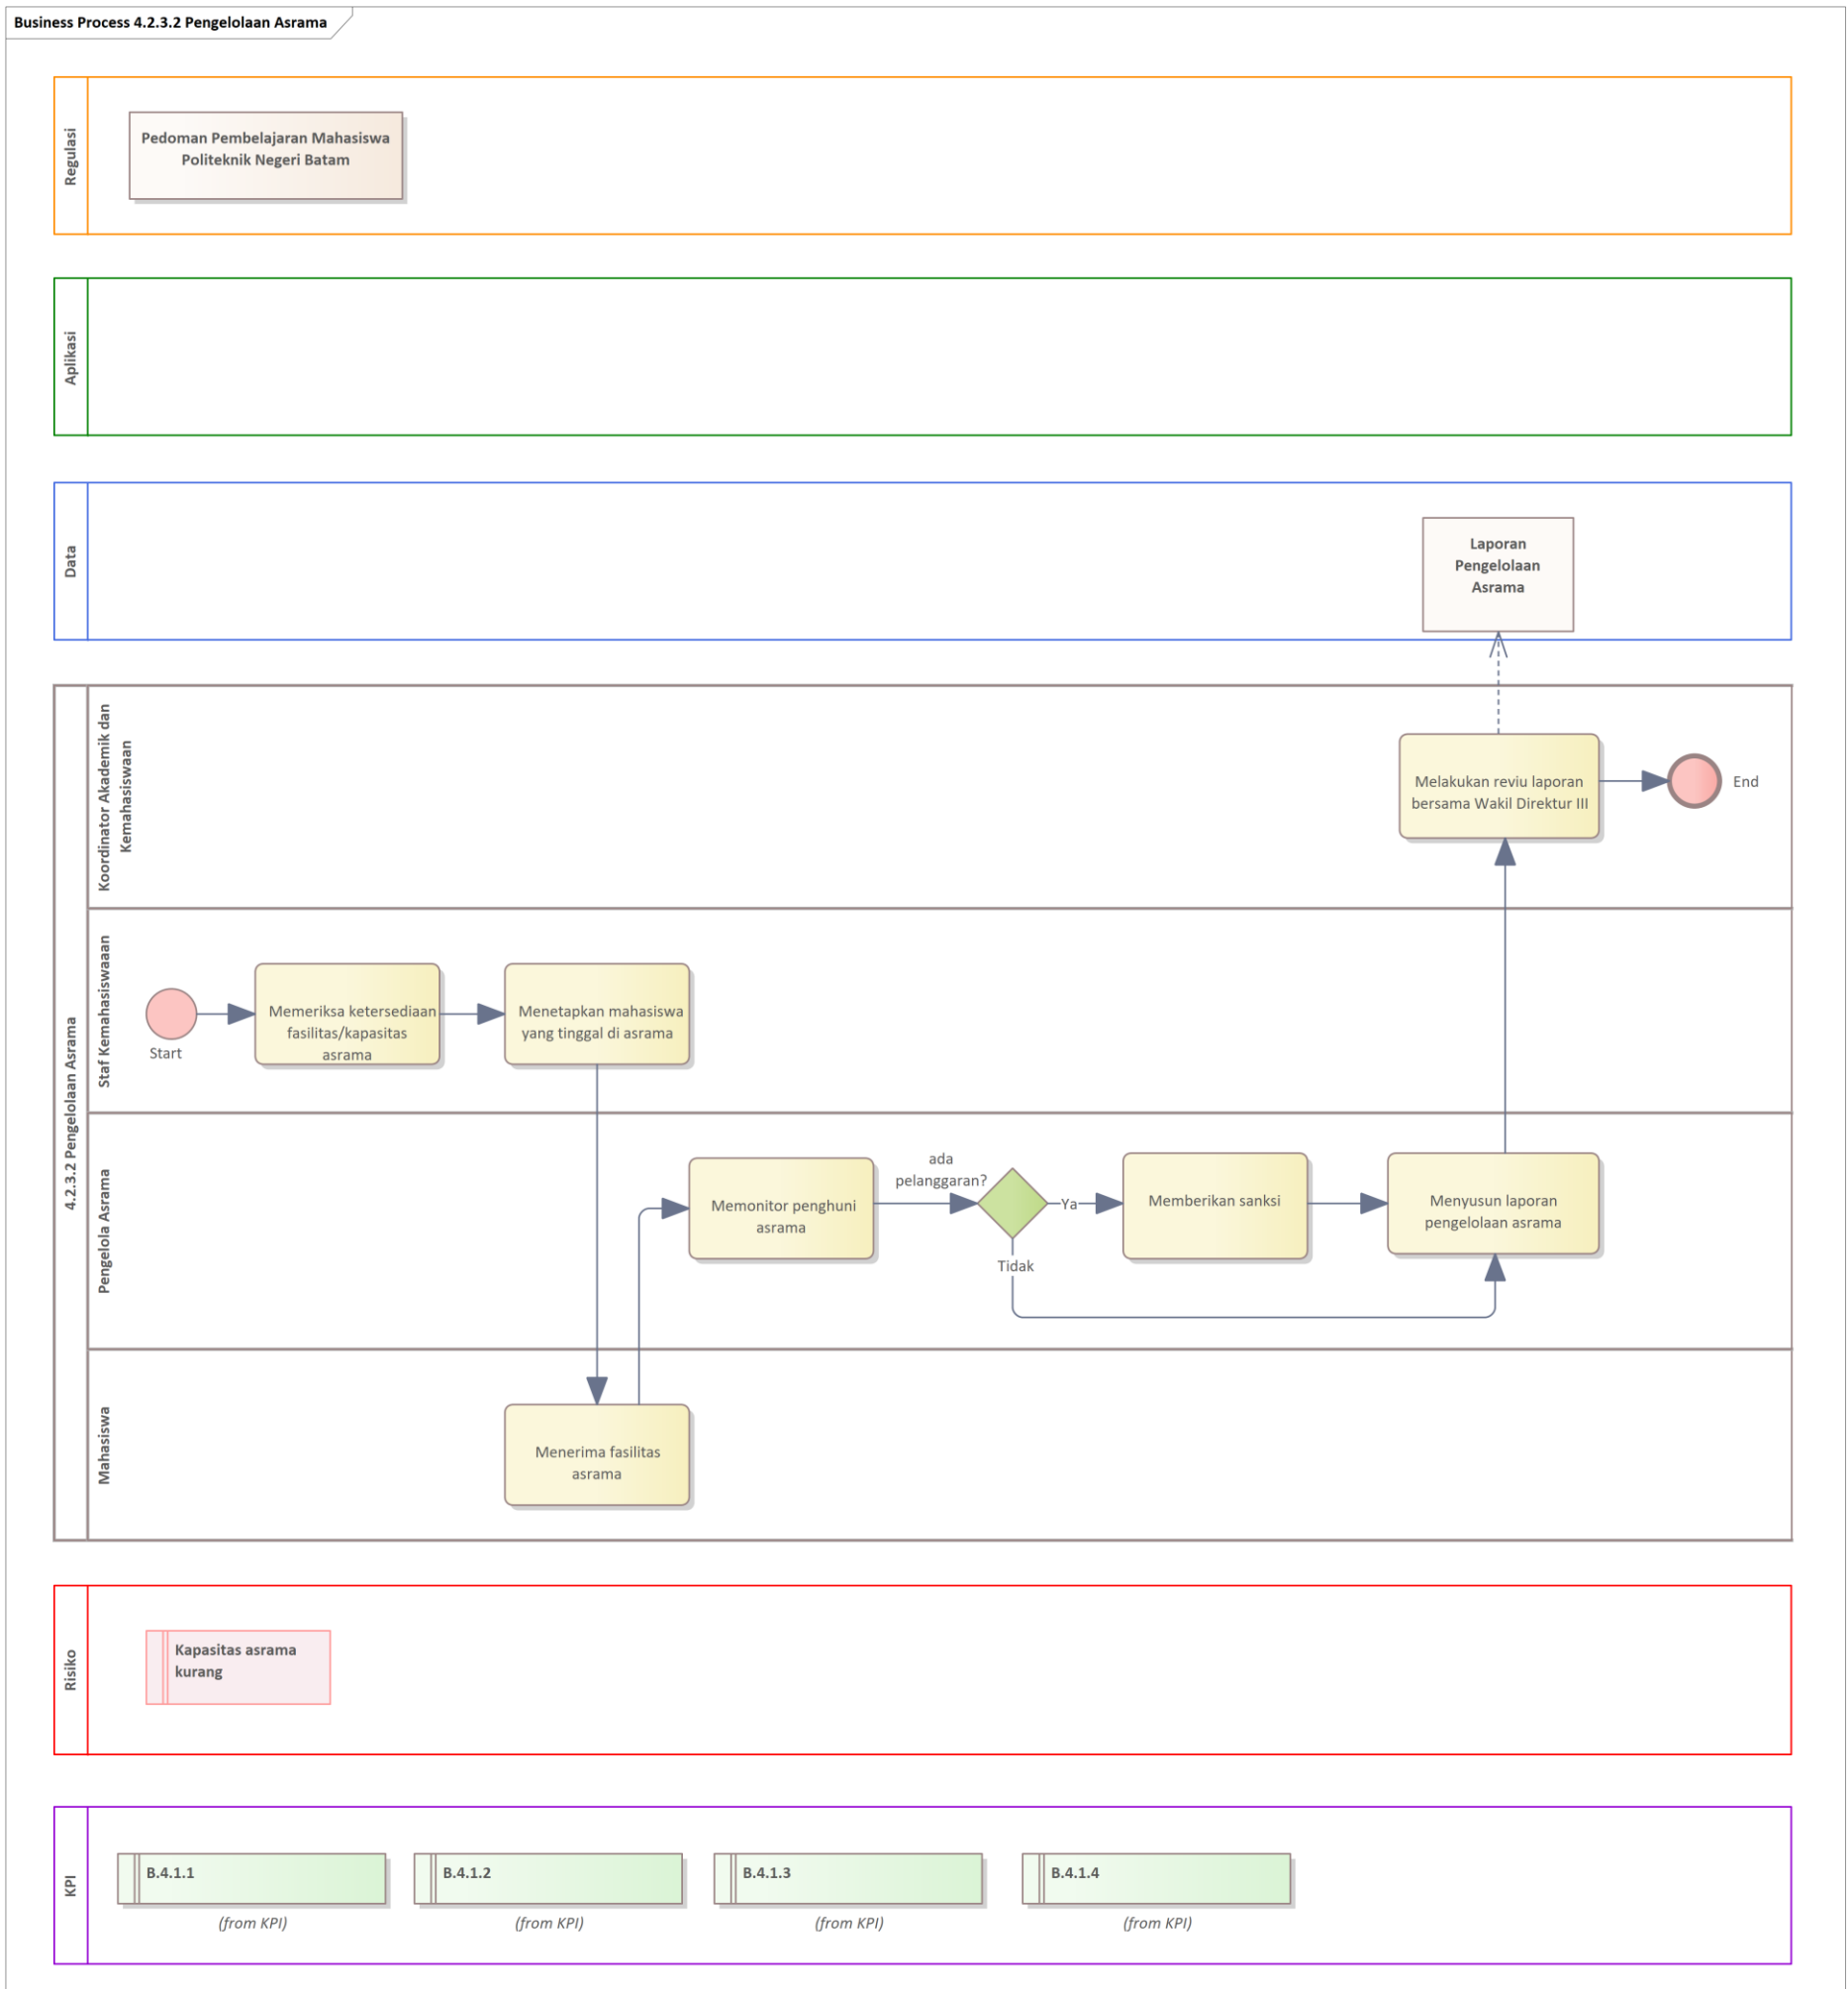 Business Process 4.2.3.2 Pengelolaan Asrama
Regulasi
Pedoman Pembelajaran Mahasiswa
Politeknik Negeri Batam
Aplikasi
Data
Laporan
Pengelolaan
Asrama
4.2.3.2 Pengelolaan Asrama
Koordinator Akademik dan
Kemahasiswaan
Melakukan reviu laporan
bersama Wakil Direktur III
End
Staf Kemahasiswaaan
Start
Memeriksa ketersediaan
fasilitas/kapasitas
asrama
Menetapkan mahasiswa
yang tinggal di asrama
Pengelola Asrama
Memonitor penghuni
asrama
ada
pelanggaran?
Ya
Tidak
Memberikan sanksi
Menyusun laporan
pengelolaan asrama
Mahasiswa
Menerima fasilitas
asrama
Risiko
Kapasitas asrama
kurang
KPI
B.4.1.1
(from KPI)
B.4.1.2
(from KPI)
B.4.1.3
(from KPI)
B.4.1.4
(from KPI)